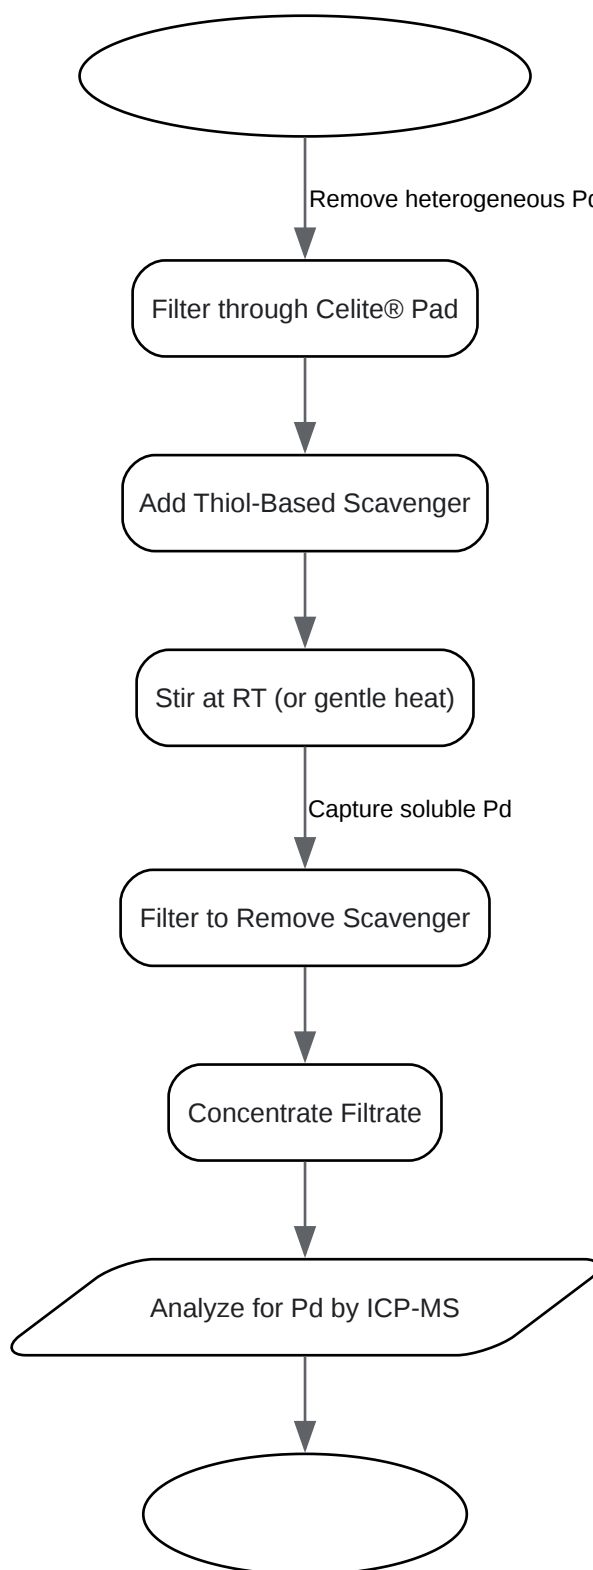 Remove heterogeneous Pd
Filter through Celite® Pad
Add Thiol-Based Scavenger
Stir at RT (or gentle heat)
Capture soluble Pd
Filter to Remove Scavenger
Concentrate Filtrate
Analyze for Pd by ICP-MS